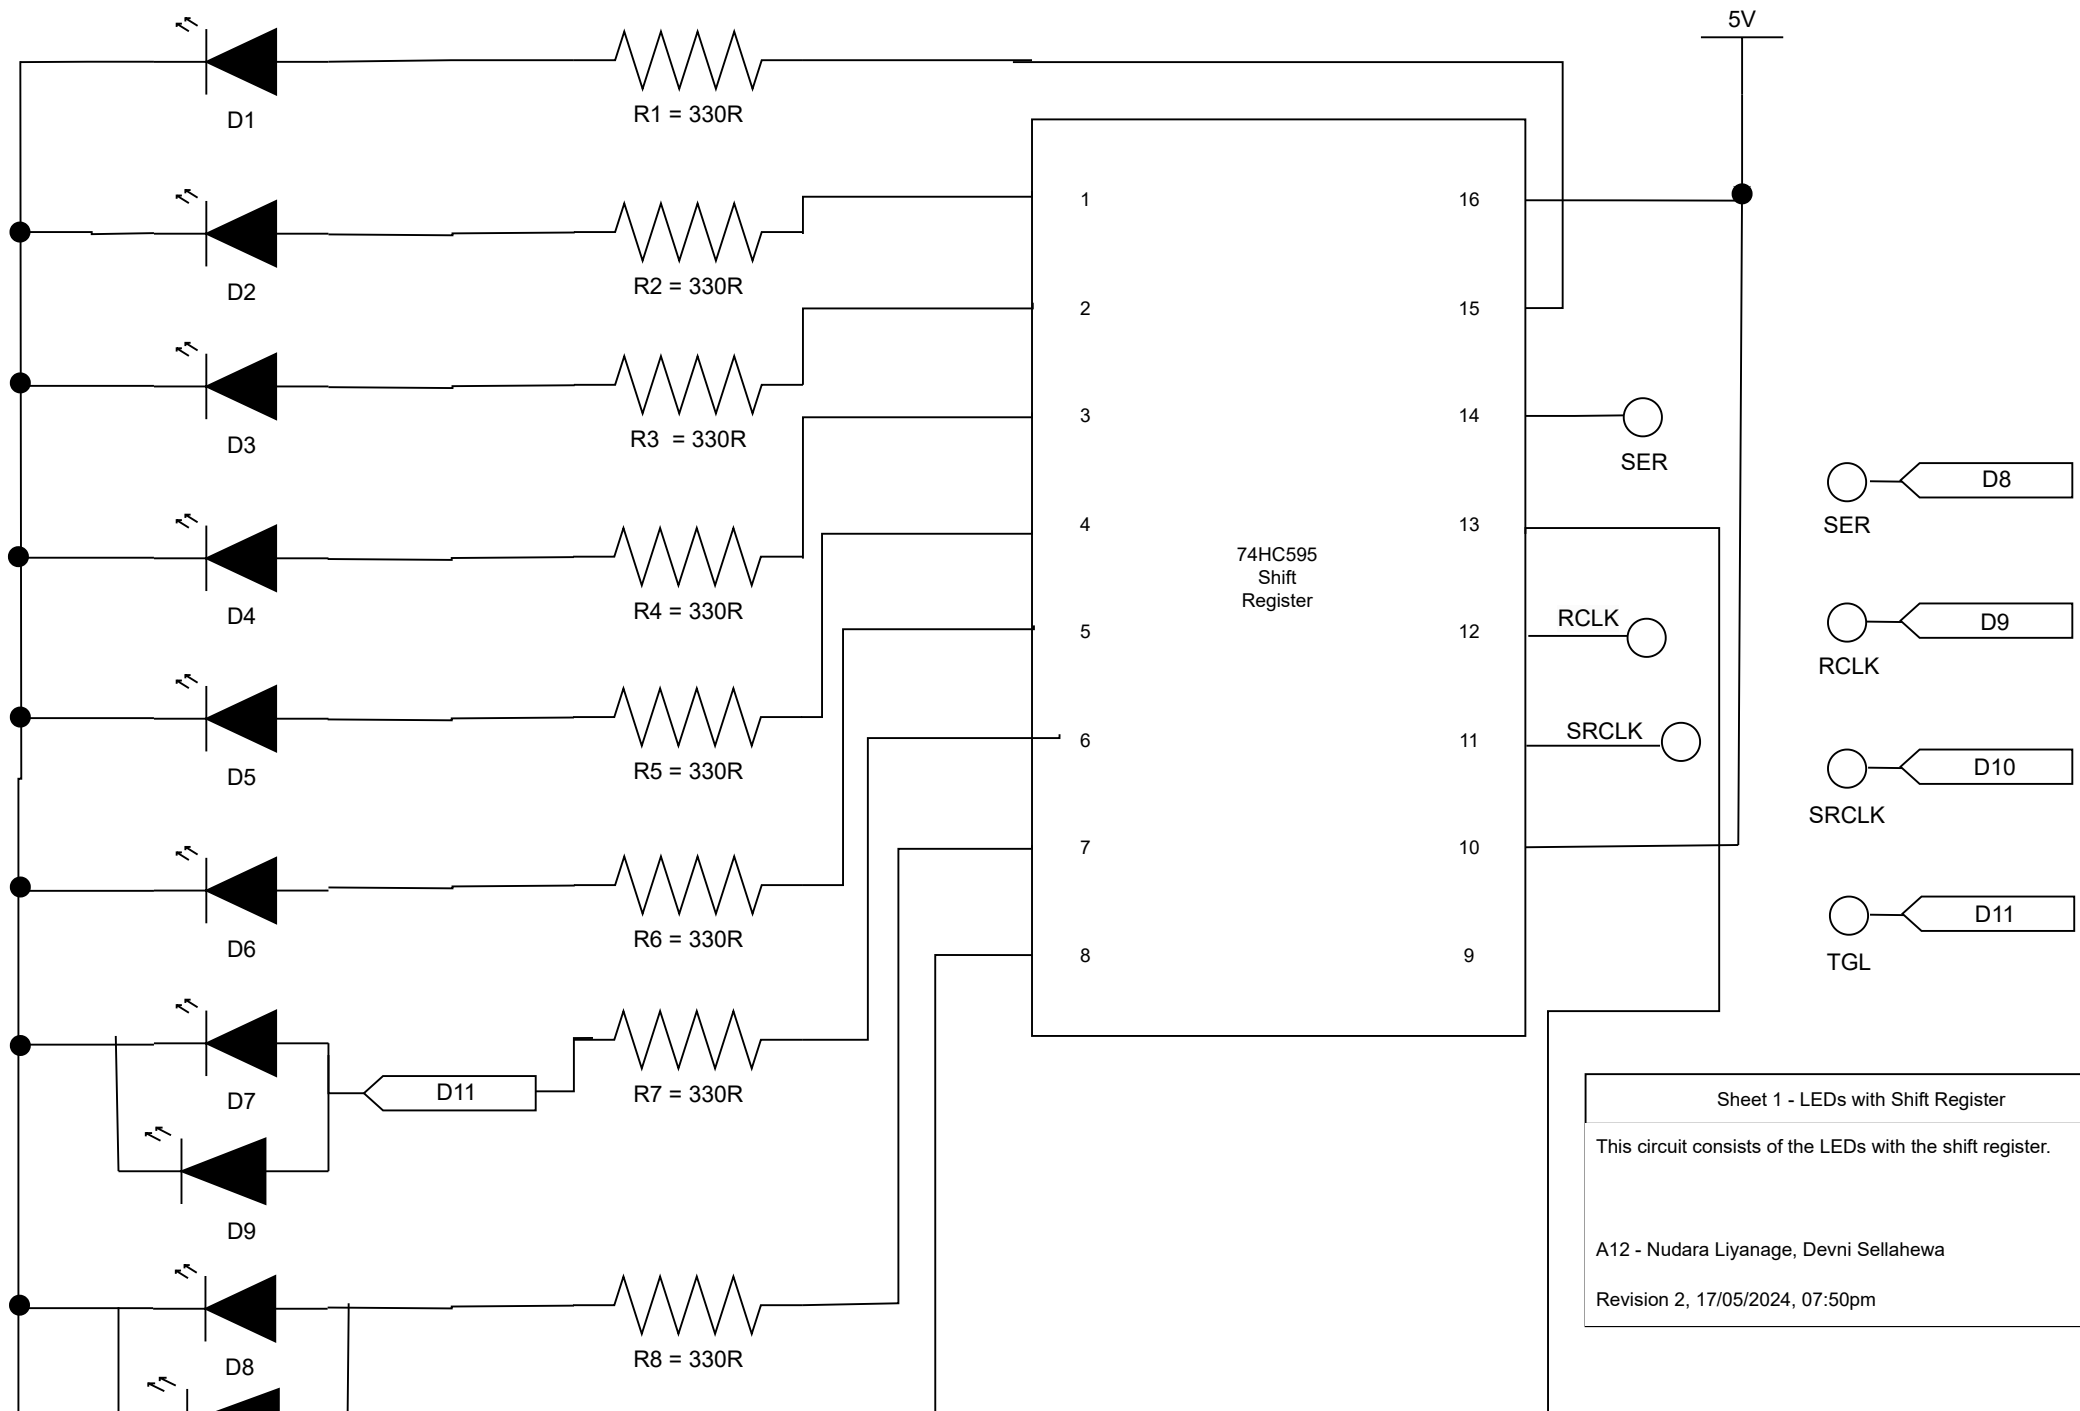 5V
D1
R1 = 330R
1
16
D2
R2 = 330R
2
15
D3
R3  = 330R
3
14
SER
D8
SER
4
13
74HC595
Shift
Register
D4
R4 = 330R
5
12
RCLK
D9
RCLK
D5
R5 = 330R
6
11
SRCLK
D10
SRCLK
7
10
D6
R6 = 330R
8
9
D11
TGL
D7
D11
R7 = 330R
D9
Sheet 1 - LEDs with Shift Register
This circuit consists of the LEDs with the shift register.
A12 - Nudara Liyanage, Devni Sellahewa
Revision 2, 17/05/2024, 07:50pm
D8
R8 = 330R